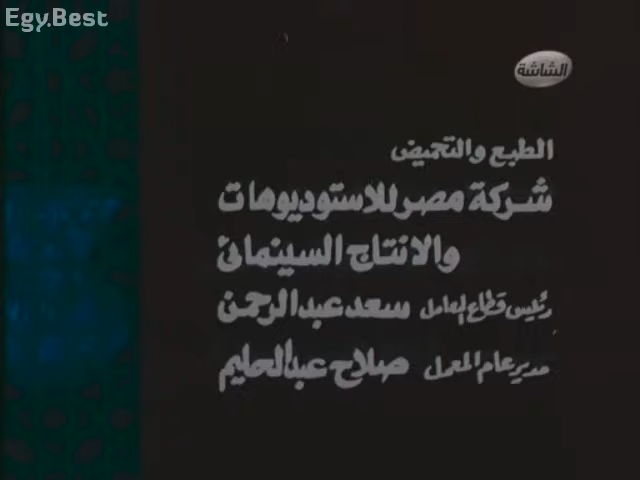 Egy.Best
الشاشة
الطبع والتحميض
شركة مصر للاستوديوهات
والانتاج السينمائى
رئيس قطاع المعامل سعد عبد الرحمن
مدير عام المعمل صلاح عبد الحليم